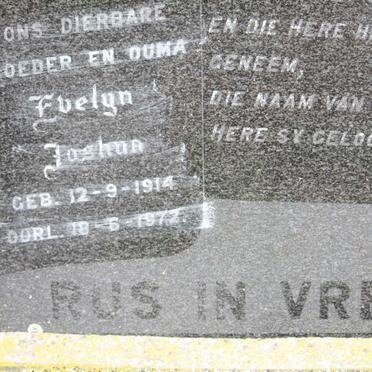 ONS DIERBARE
OEDER EN OUMA
Evelyn
Joshua
GEB. 12-9-1914
OORL. 18-6-1972.
EN DIE HERE H
GENEEM,
DIE NAAM VAN
HERE SY GELOO
RUS IN VRE